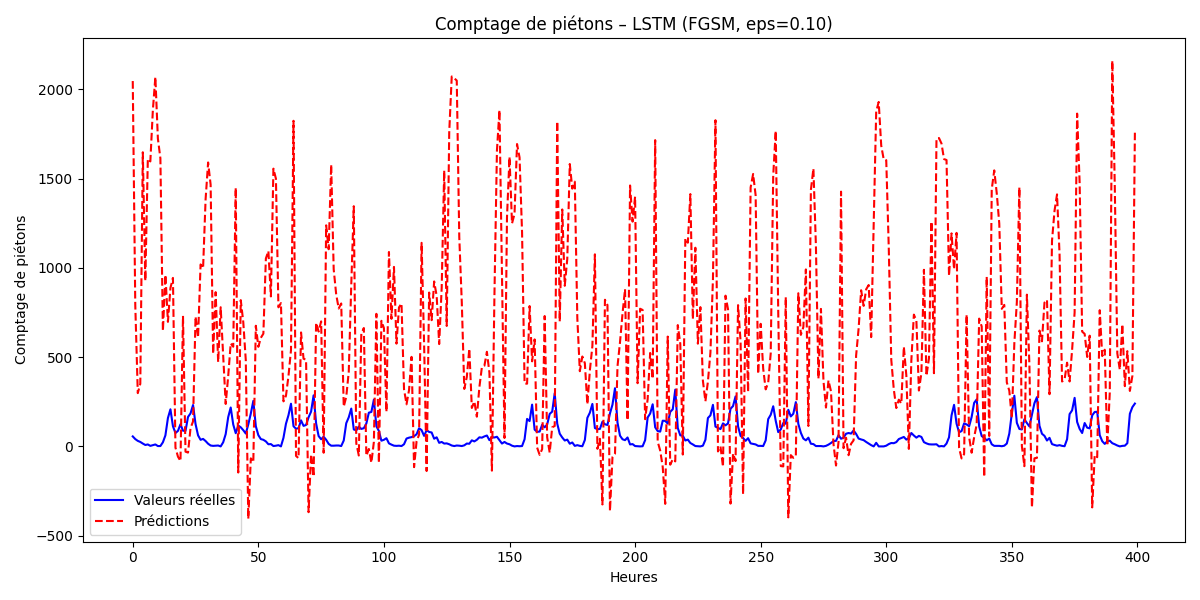 Comptage de piétons – LSTM (FGSM, eps=0.10)
Comptage de piétons
2000
1500
1000
500
0
−500
Valeurs réelles
Prédictions
0 50 100 150 200 250 300 350 400
Heures